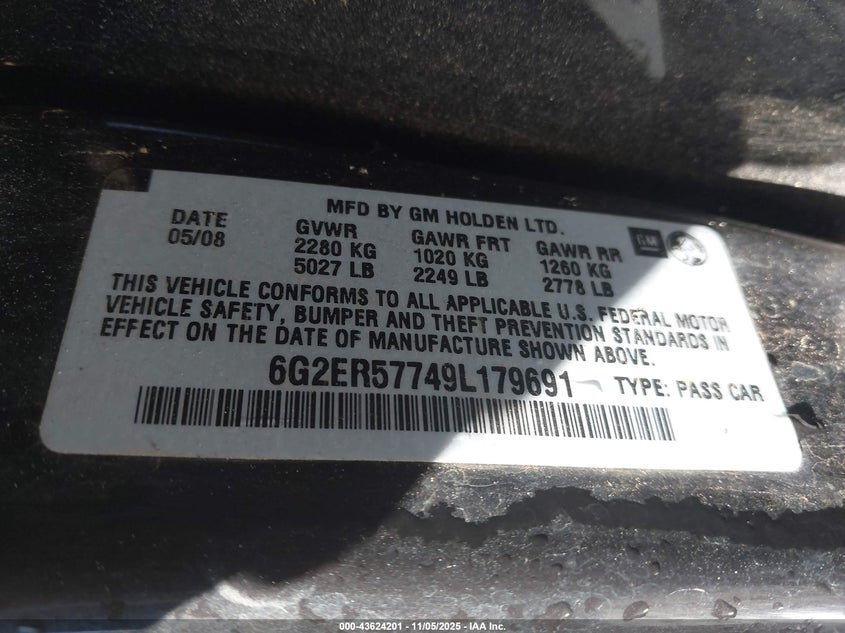 MFD BY GM HOLDEN LTD.
DATE GVWR GAWR FRT GAWR RR GM
05/08 2280 KG 1020 KG 1260 KG
5027 LB 2249 LB 2778 LB
THIS VEHICLE CONFORMS TO ALL APPLICABLE U.S. FEDERAL MOTOR
VEHICLE SAFETY, BUMPER AND THEFT PREVENTION STANDARDS IN
EFFECT ON THE DATE OF MANUFACTURE SHOWN ABOVE.
6G2ER57749L179691 TYPE: PASS CAR
000-43624201 - 11/05/2025 - IAA Inc.